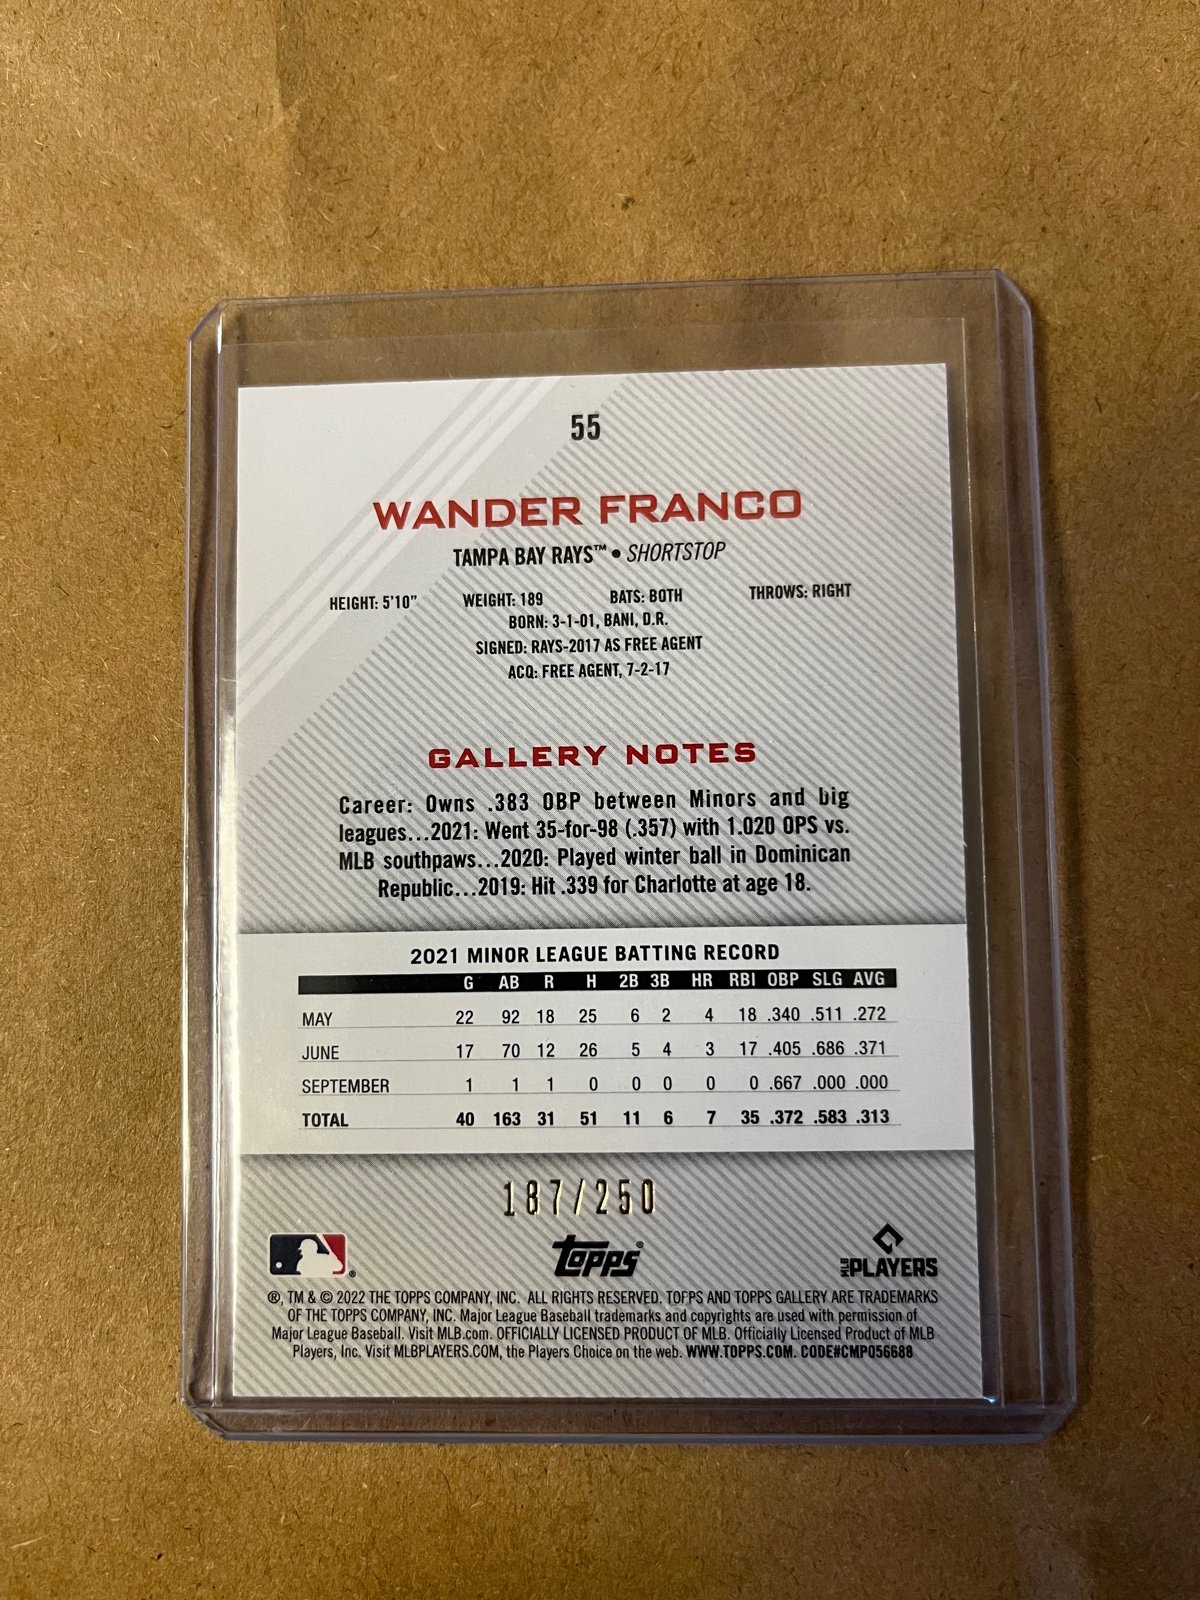 55
WANDER FRANCO
TAMPA BAY RAYS™ • SHORTSTOP
HEIGHT: 5'10" WEIGHT: 189 BATS: BOTH THROWS: RIGHT
BORN: 3-1-01, BANI, D.R.
SIGNED: RAYS-2017 AS FREE AGENT
ACQ: FREE AGENT, 7-2-17
GALLERY NOTES
Career: Owns .383 OBP between Minors and big
leagues...2021: Went 35-for-98 (.357) with 1.020 OPS vs.
MLB southpaws...2020: Played winter ball in Dominican
Republic...2019: Hit .339 for Charlotte at age 18.
2021 MINOR LEAGUE BATTING RECORD
G AB R H 2B 3B HR RBI OBP SLG AVG
MAY 22 92 18 25 6 2 4 18 .340 .511 .272
JUNE 17 70 12 26 5 4 3 17 .405 .686 .371
SEPTEMBER 1 1 1 0 0 0 0 0 .667 .000 .000
TOTAL 40 163 31 51 11 6 7 35 .372 .583 .313
187/250
® topps® MLB PLAYERS
®, TM & © 2022 THE TOPPS COMPANY, INC. ALL RIGHTS RESERVED. TOPPS AND TOPPS GALLERY ARE TRADEMARKS
OF THE TOPPS COMPANY, INC. Major League Baseball trademarks and copyrights are used with permission of
Major League Baseball. Visit MLB.com. OFFICIALLY LICENSED PRODUCT OF MLB. Officially Licensed Product of MLB
Players, Inc. Visit MLBPLAYERS.COM, the Players Choice on the web. WWW.TOPPS.COM. CODE#CMP056688